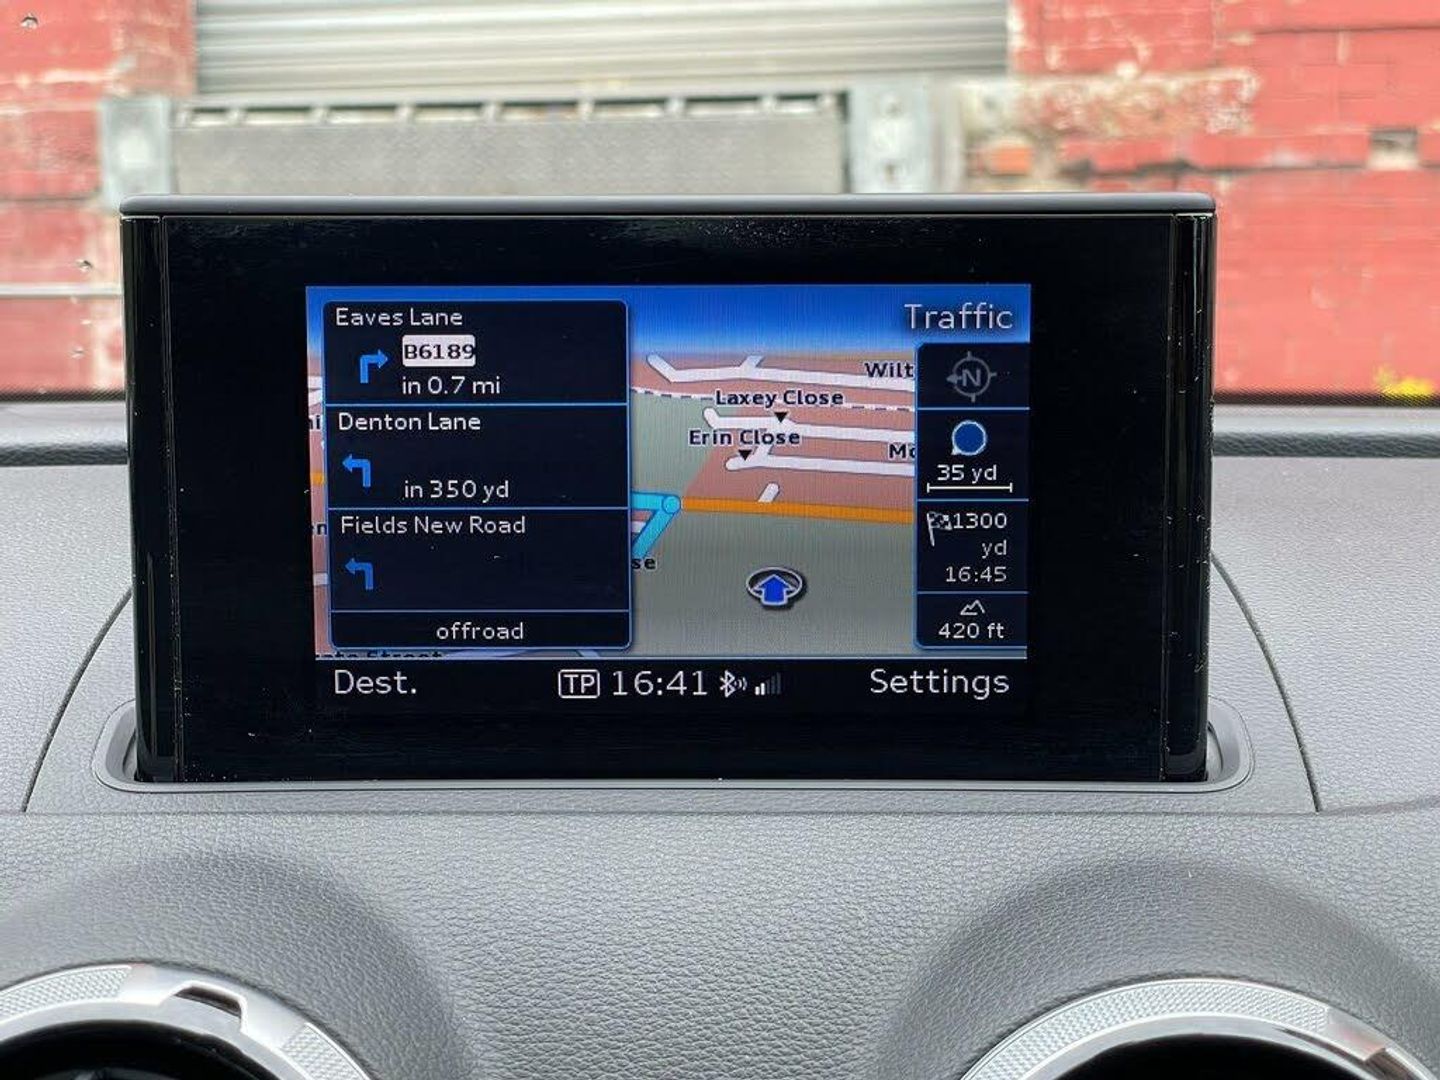 Eaves Lane
B6189
in 0.7 mi
Denton Lane
in 350 yd
Fields New Road
offroad
Traffic
Laxey Close
Erin Close
N
35 yd
1300
yd
16:45
420 ft
Dest.
TP 16:41
Settings